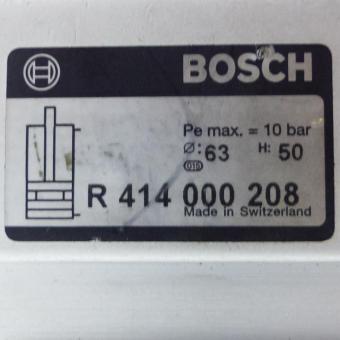 BOSCH
Pe max. = 10 bar
⌀: 63 H: 50
R 414 000 208
Made in Switzerland